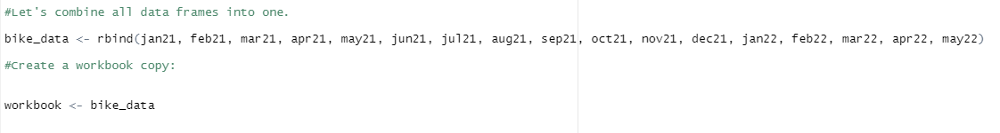 #Let's combine all data frames into one.
bike_data <- rbind(jan21, feb21, mar21, apr21, may21, jun21, jul21, aug21, sep21, oct21, nov21, dec21, jan22, feb22, mar22, apr22, may22)
#Create a workbook copy:
workbook <- bike_data